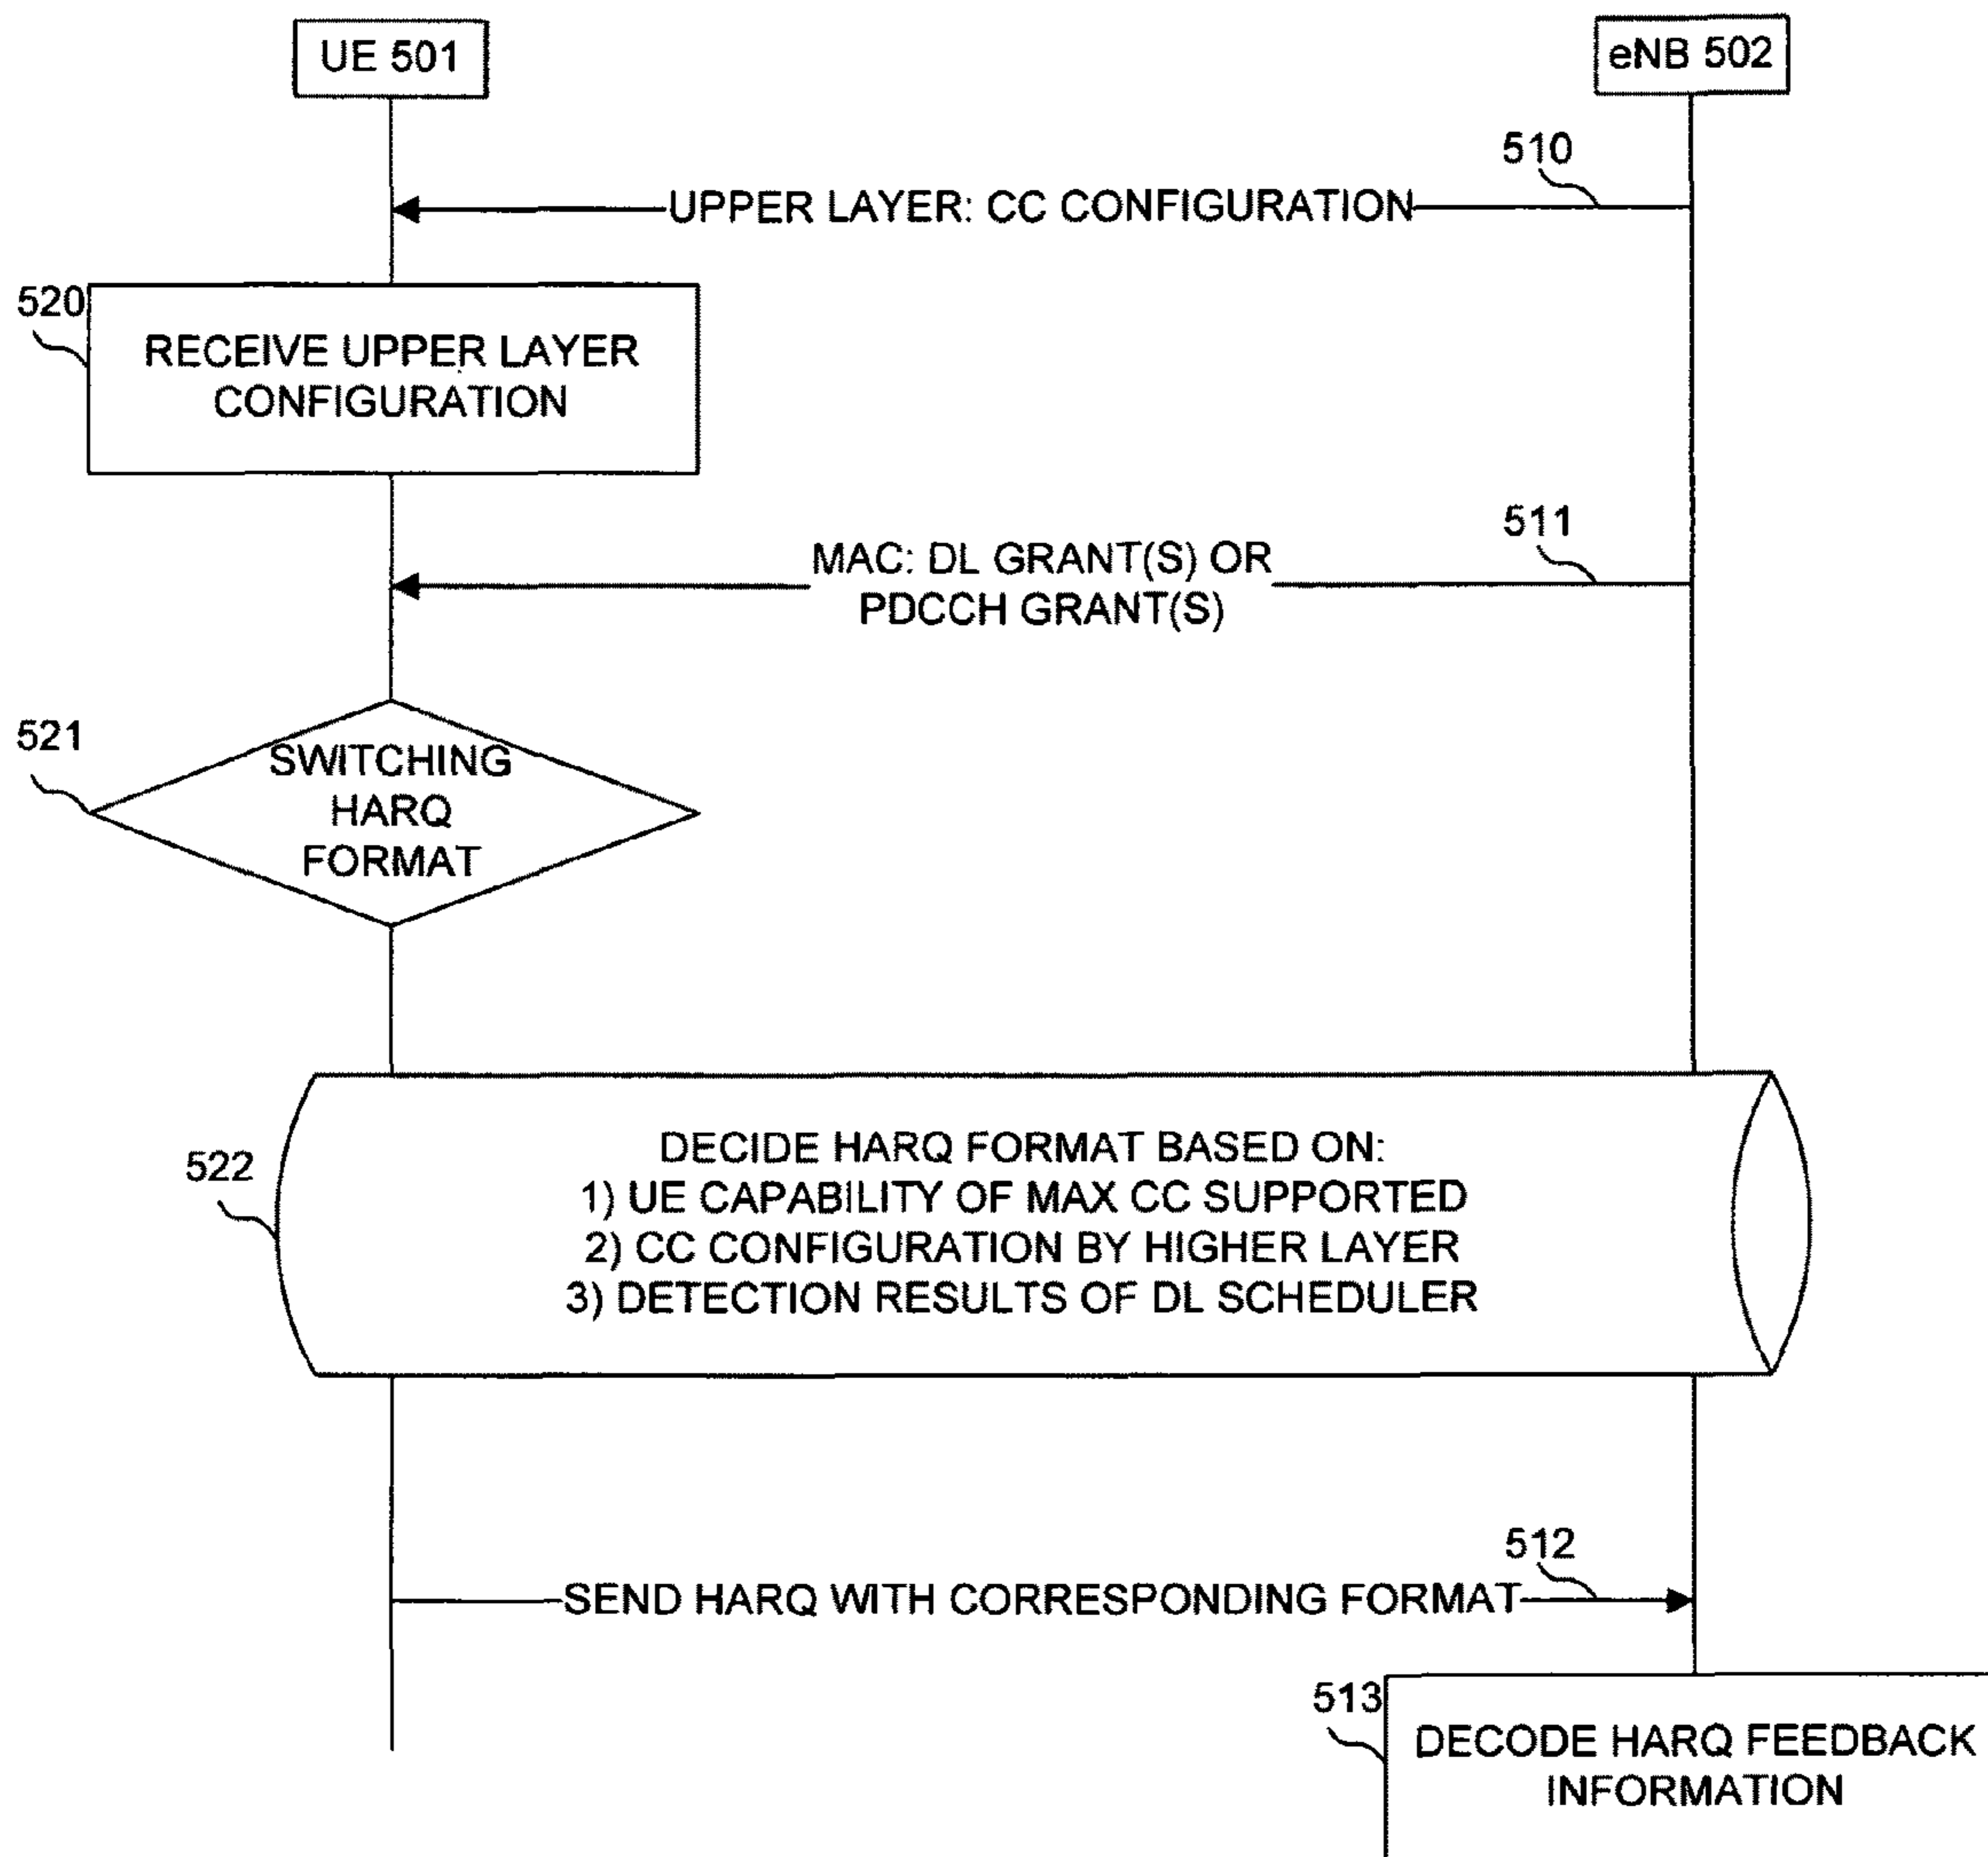 UE 501
eNB 502
510
UPPER LAYER: CC CONFIGURATION
520
RECEIVE UPPER LAYER
CONFIGURATION
511
MAC: DL GRANT(S) OR
PDCCH GRANT(S)
521
SWITCHING
HARQ
FORMAT
522
DECIDE HARQ FORMAT BASED ON:
1) UE CAPABILITY OF MAX CC SUPPORTED
2) CC CONFIGURATION BY HIGHER LAYER
3) DETECTION RESULTS OF DL SCHEDULER
512
SEND HARQ WITH CORRESPONDING FORMAT
513
DECODE HARQ FEEDBACK
INFORMATION